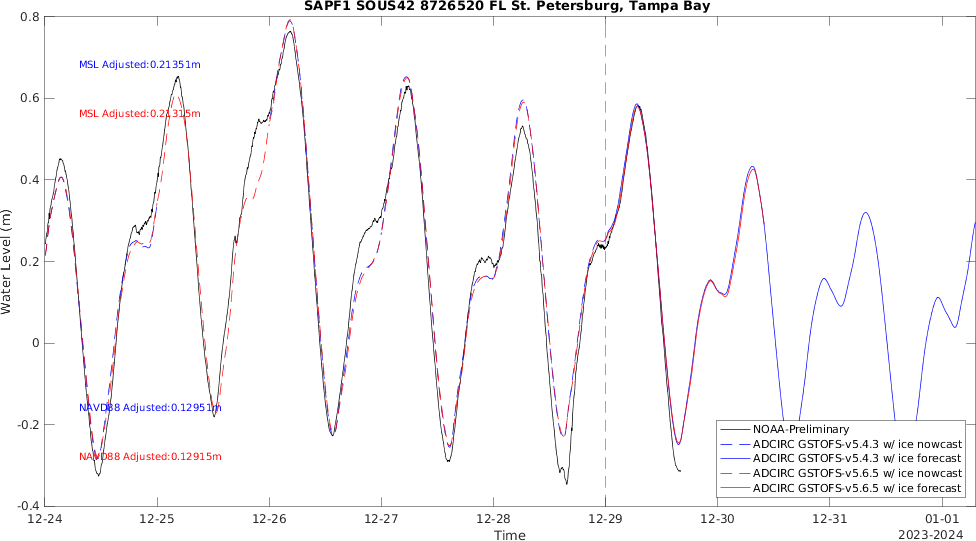 SAPF1 SOUS42 8726520 FL St. Petersburg, Tampa Bay
0.8
MSL Adjusted:0.21351m
0.6
MSL Adjusted:0.21315m
0.4
0.2
Water Level (m)
0
NAVD88 Adjusted:0.12951m
-0.2
NAVD88 Adjusted:0.12915m
NOAA-Preliminary
ADCIRC GSTOFS-v5.4.3 w/ ice nowcast
ADCIRC GSTOFS-v5.4.3 w/ ice forecast
ADCIRC GSTOFS-v5.6.5 w/ ice nowcast
ADCIRC GSTOFS-v5.6.5 w/ ice forecast
-0.4
12-24 12-25 12-26 12-27 12-28 12-29 12-30 12-31 01-01
Time
2023-2024